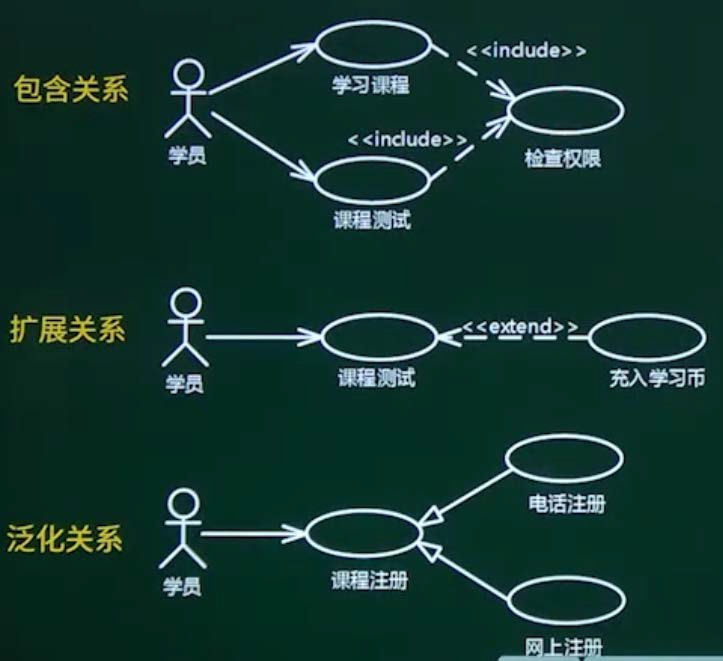 <<include>>
学习课程
包含关系
学员
<<include>>
检查权限
课程测试
扩展关系
<<extend>>
学员
课程测试
充入学习币
电话注册
泛化关系
学员
课程注册
网上注册